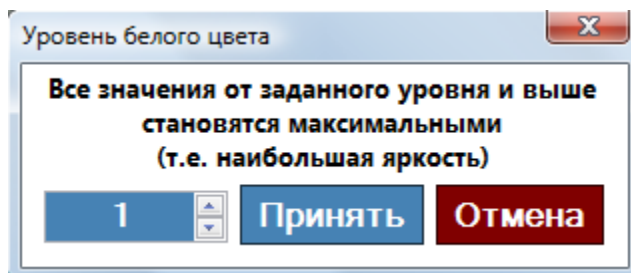 Уровень белого цвета
Все значения от заданного уровня и выше
становятся максимальными
(т.е. наибольшая яркость)
1 Принять Отмена